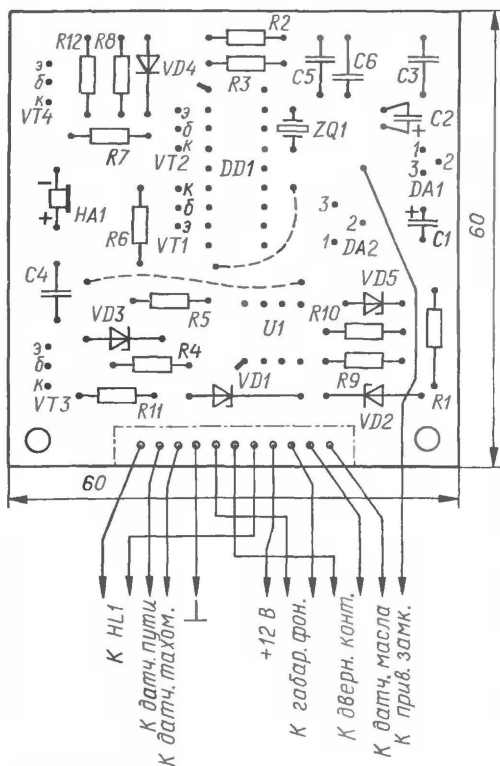 R12 R8
VD4
R2
R3
C5
C6
C3
э
б
к
VT4
R7
э
б
к
VT2
DD1
ZQ1
C2
+
1
2
3
DA1
-
+
HA1
R6
к
б
э
VT1
3
2
1
DA2
+
C1
60
C4
VD3
R5
U1
R10
VD5
э
б
к
VT3
R4
R11
VD1
R9
VD2
R1
60
К HL1
К датч. пути
К датч. тахом.
⊥
+12 В
К габар. фон.
К дверн. конт.
К датч. масла
К прив. замк.